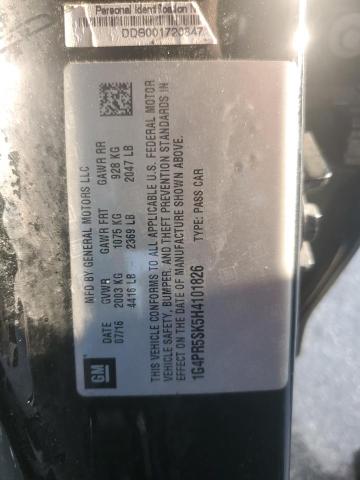 Personal Identification N
DD8001720847
MFD BY GENERAL MOTORS LLC
DATE GVWR GAWR FRT GAWR RR
07/16 2003 KG 1075 KG 928 KG
4416 LB 2369 LB 2047 LB
THIS VEHICLE CONFORMS TO ALL APPLICABLE U.S. FEDERAL MOTOR
VEHICLE SAFETY, BUMPER, AND THEFT PREVENTION STANDARDS IN
EFFECT ON THE DATE OF MANUFACTURE SHOWN ABOVE.
1G4PR5SK5H4101826 TYPE: PASS CAR
GM